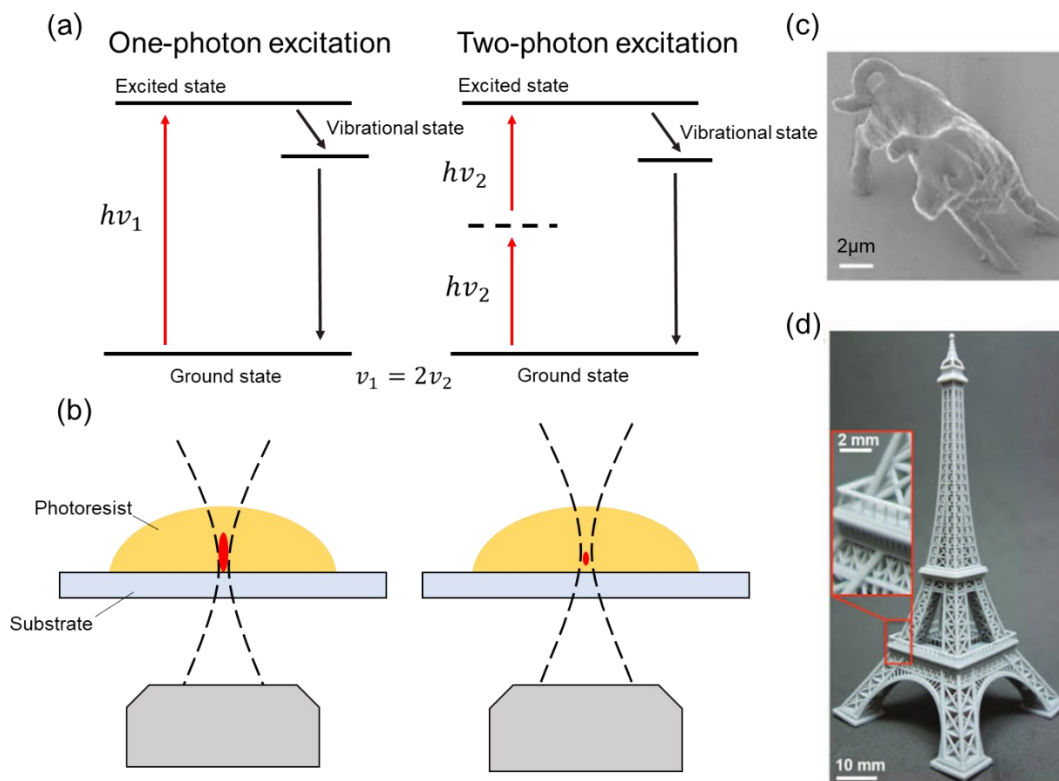 (a)
One-photon excitation
Excited state
Vibrational state
hv₁
Ground state
Two-photon excitation
Excited state
Vibrational state
hv₂
hv₂
Ground state
v₁ = 2v₂
(b)
Photoresist
Substrate
(c)
2μm
(d)
2 mm
10 mm